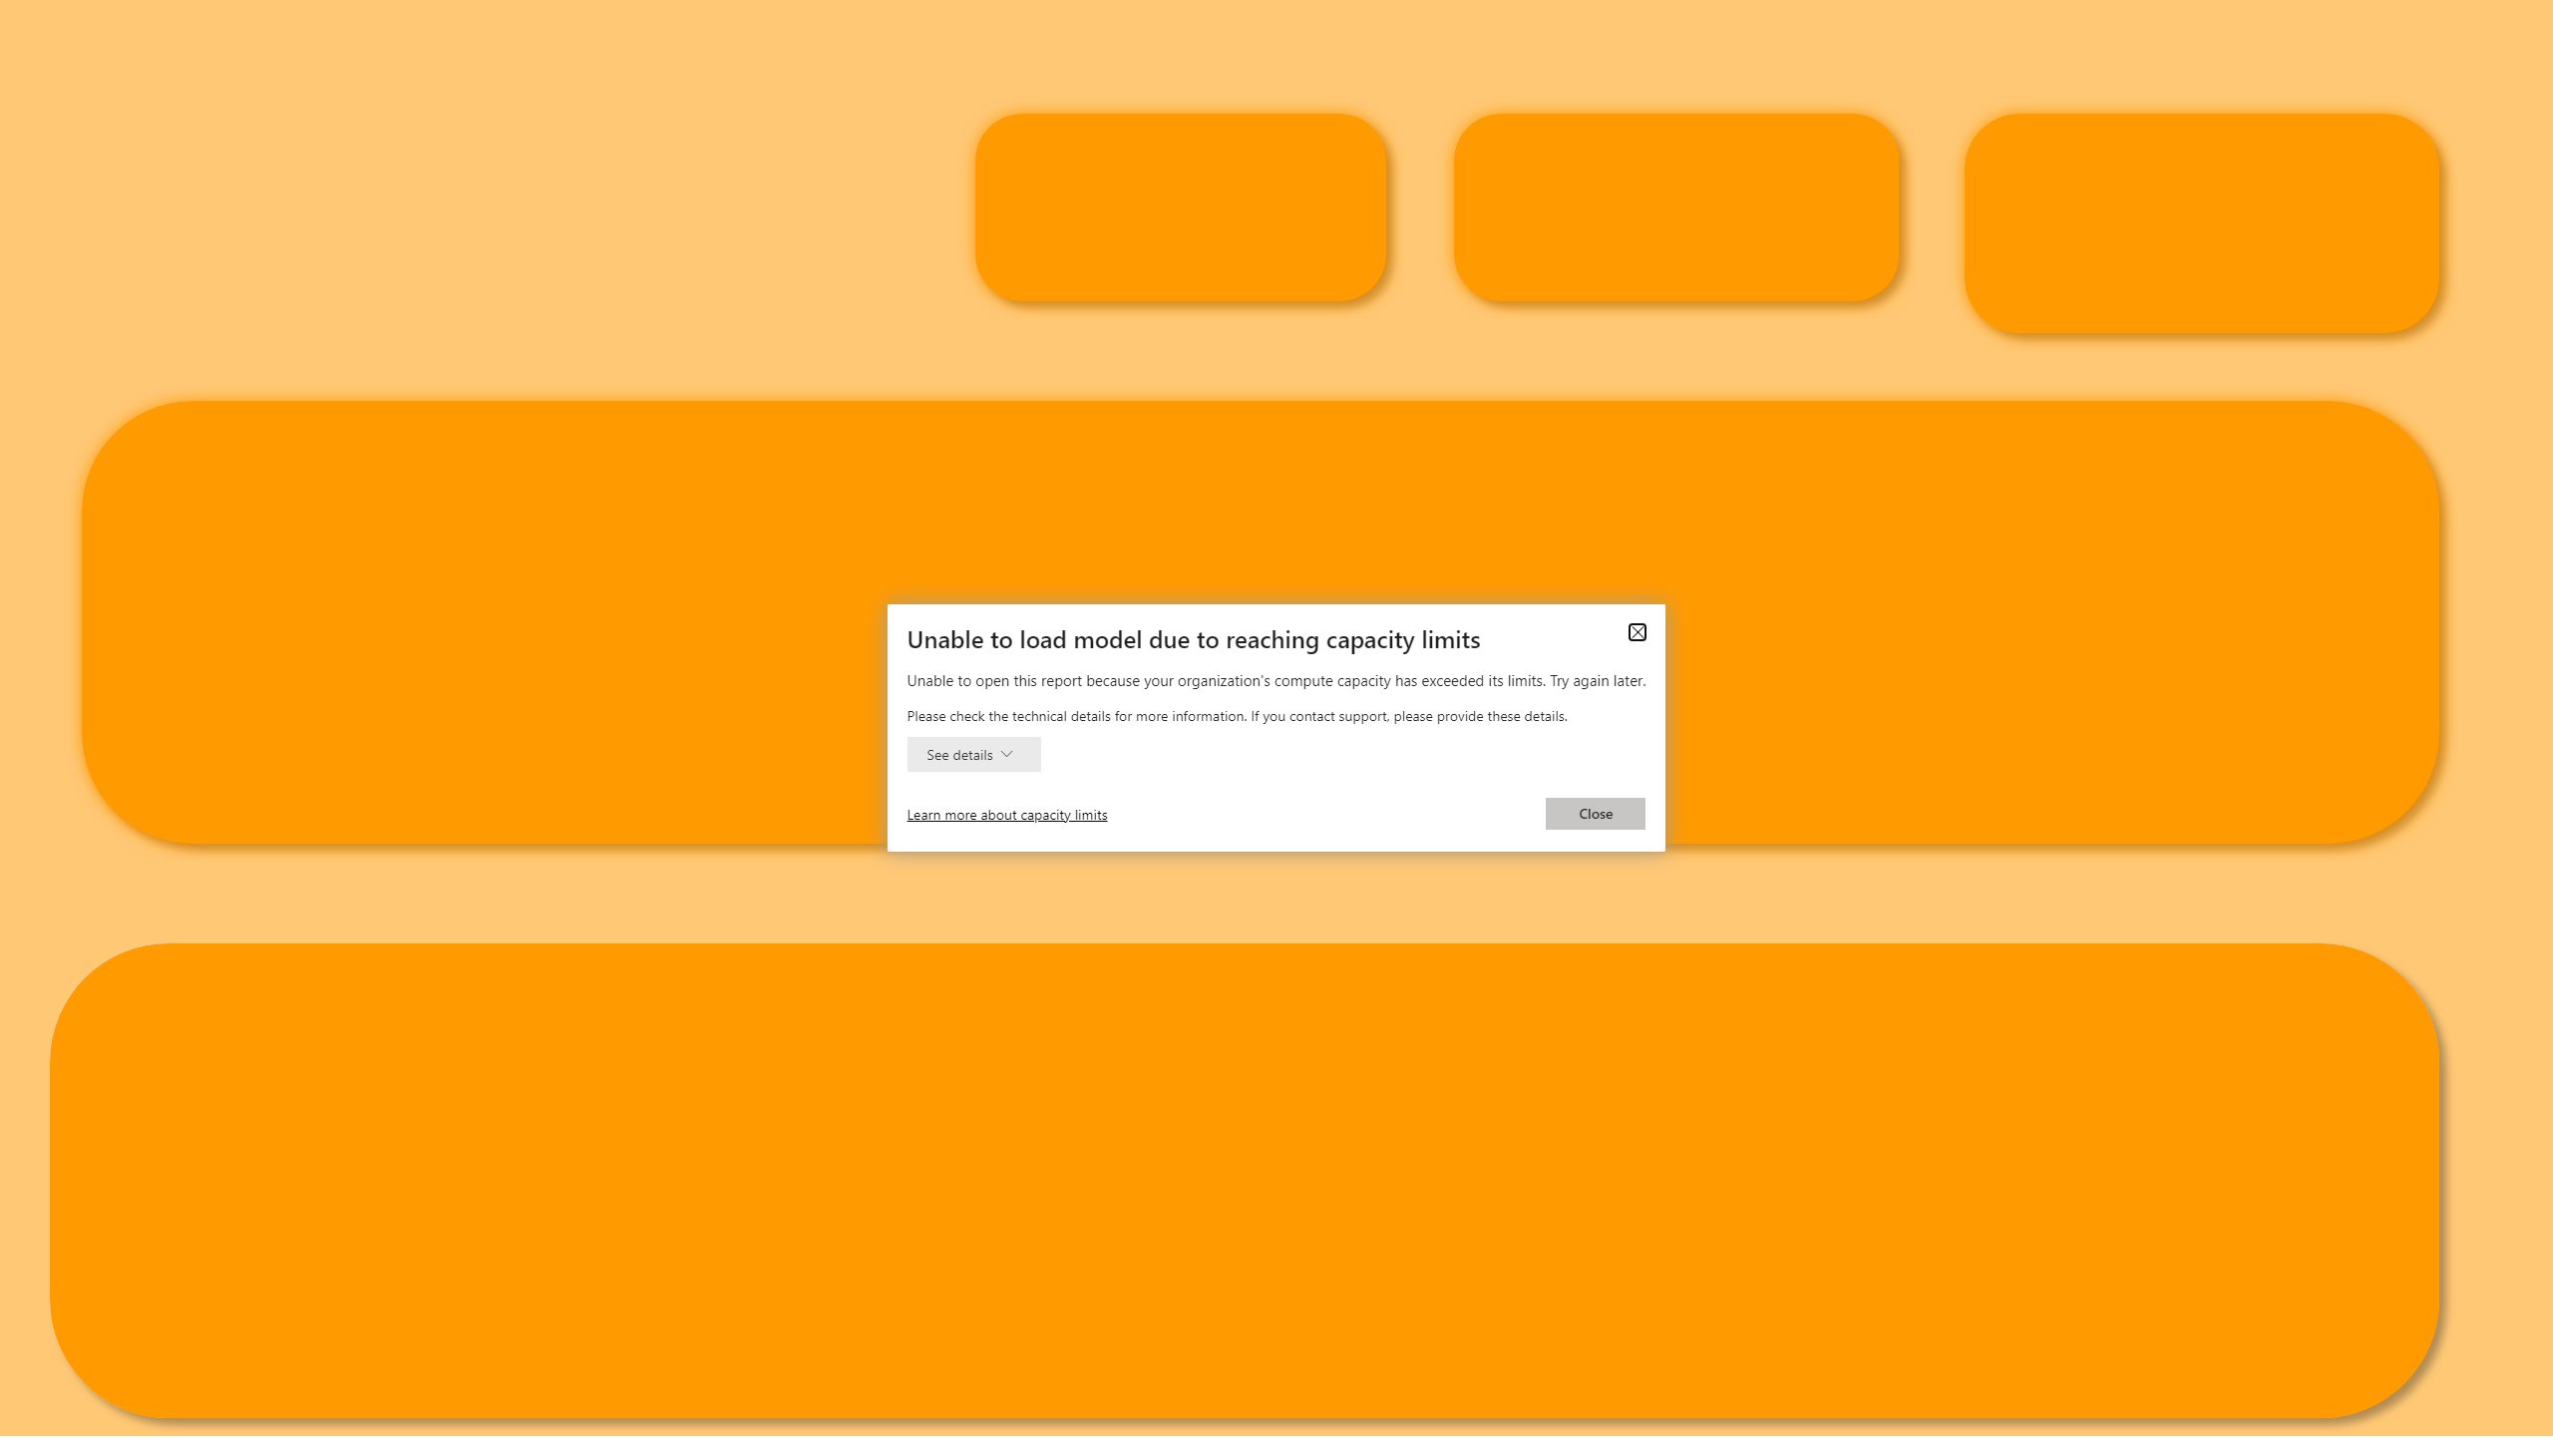 Unable to load model due to reaching capacity limits
Unable to open this report because your organization's compute capacity has exceeded its limits. Try again later.
Please check the technical details for more information. If you contact support, please provide these details.
See details
Learn more about capacity limits
Close